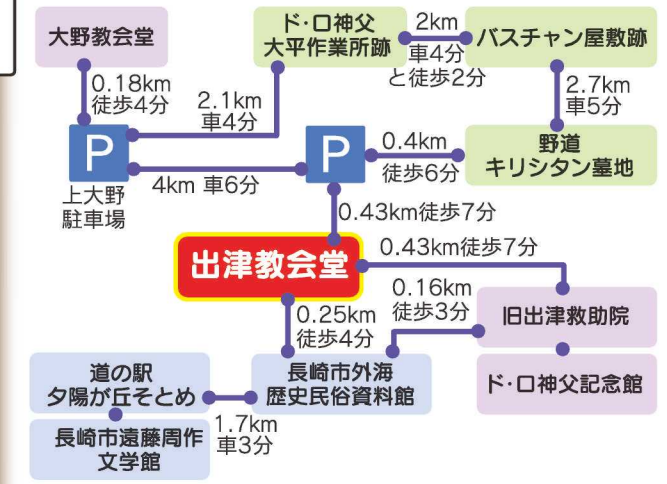 大野教会堂
ド・ロ神父
大平作業所跡
2km
車4分
と徒歩2分
バスチャン屋敷跡
0.18km
徒歩4分
2.1km
車4分
2.7km
車5分
P
上大野
駐車場
4km 車6分
P
0.4km
徒歩6分
野道
キリシタン墓地
0.43km徒歩7分
出津教会堂
0.43km徒歩7分
0.25km
徒歩4分
0.16km
徒歩3分
旧出津救助院
ド・ロ神父記念館
道の駅
夕陽が丘そとめ
長崎市外海
歴史民俗資料館
1.7km
車3分
長崎市遠藤周作
文学館